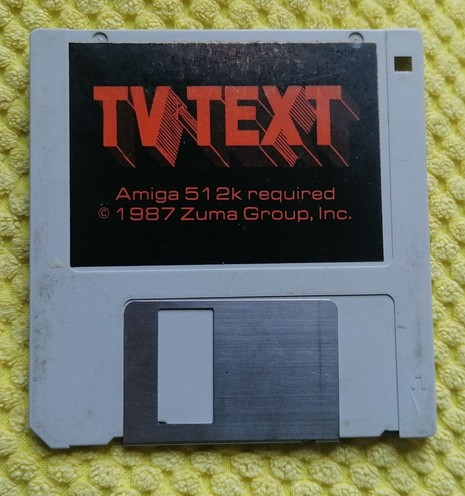 TV TEXT
Amiga 512k required
© 1987 Zuma Group, Inc.